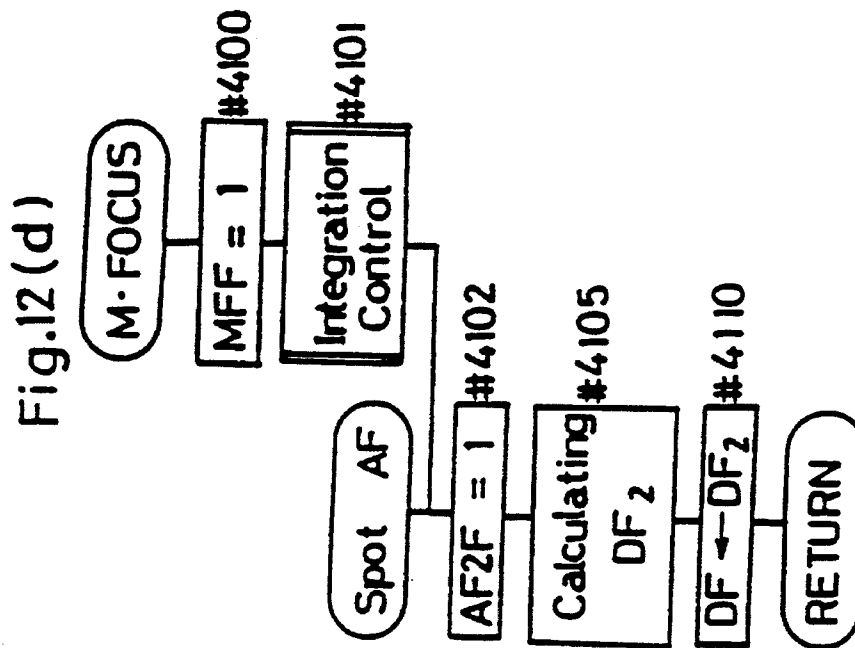 Fig.12(d)
M·FOCUS
MFF = 1
#4100
Integration
Control
#4101
Spot AF
AF2F = 1
#4102
Calculating
DF2
#4105
DF ← DF2
#4110
RETURN